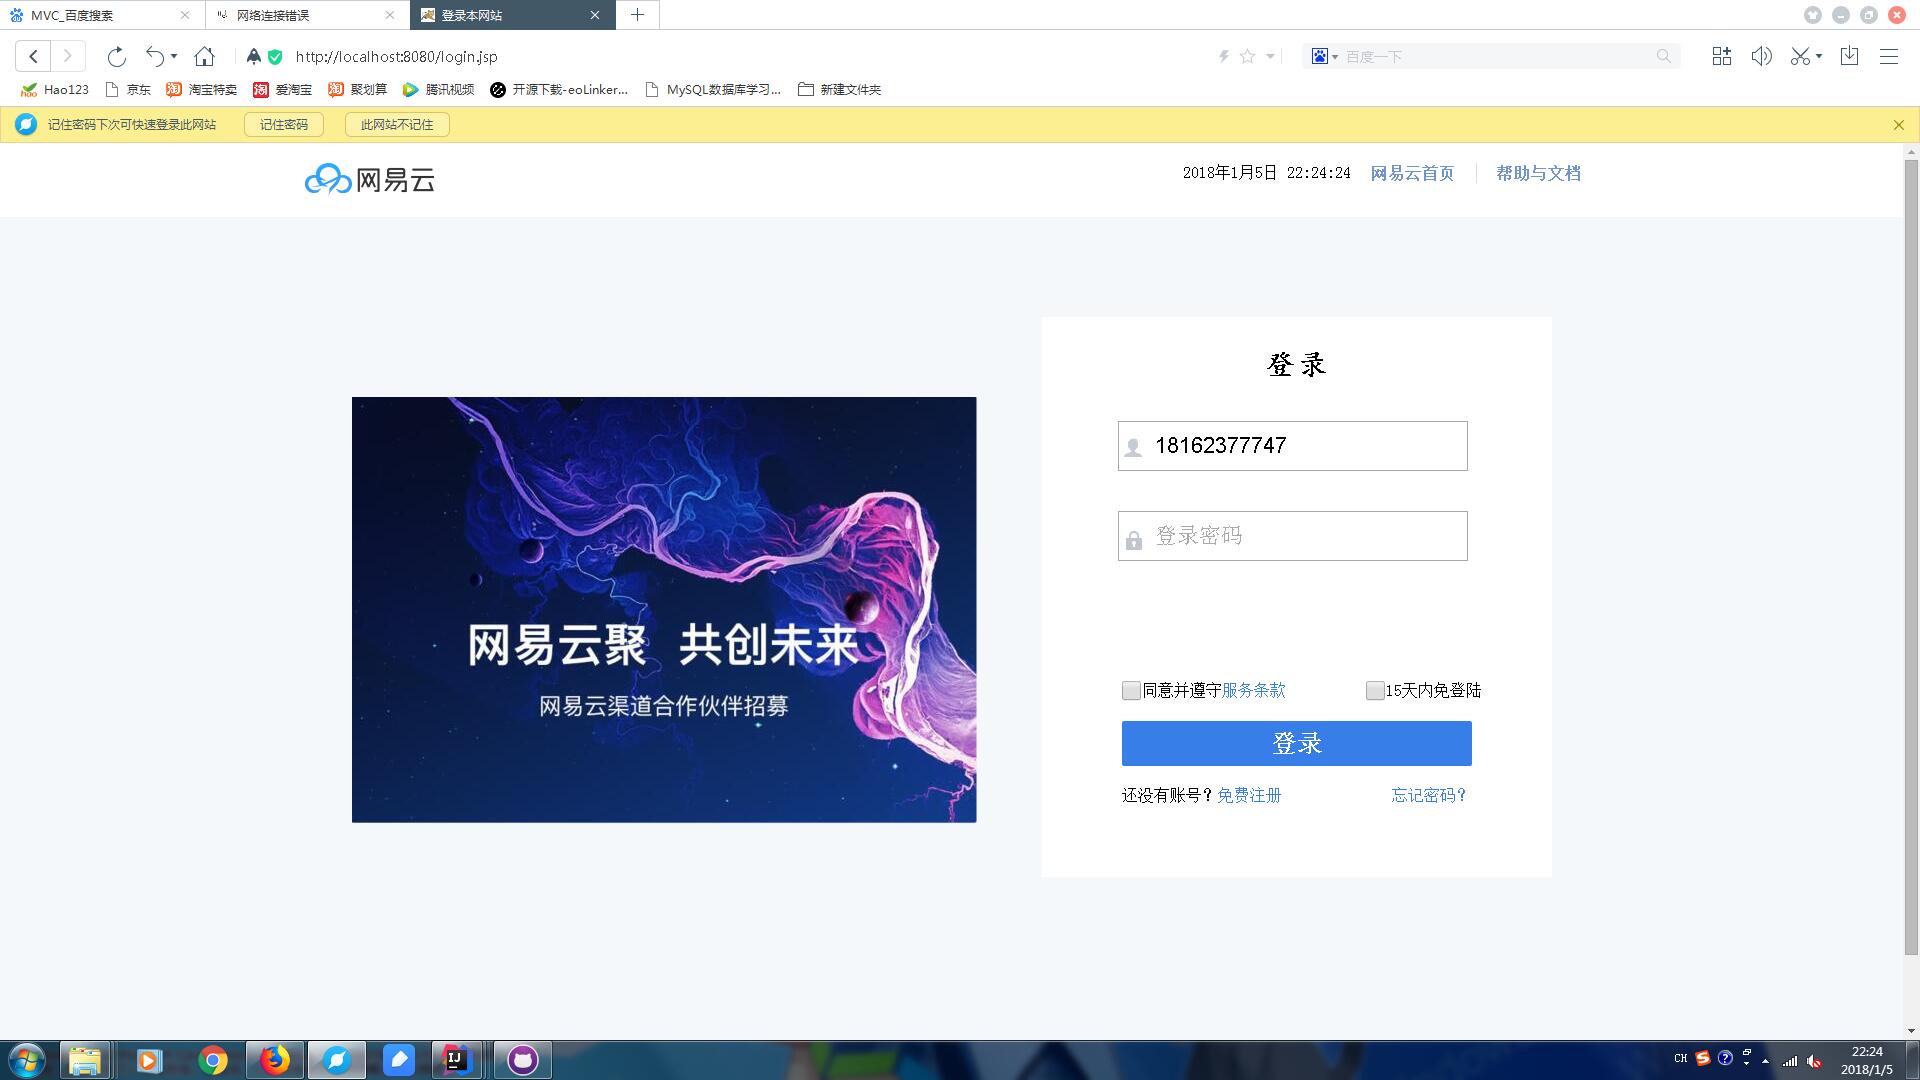 MVC_百度搜索
网络连接错误
登录本网站
http://localhost:8080/login.jsp
百度一下
Hao123
京东
淘宝特卖
爱淘宝
聚划算
腾讯视频
开源下载-eoLinker...
MySQL数据库学习...
新建文件夹
记住密码下次可快速登录此网站
记住密码
此网站不记住
网易云
2018年1月5日 22:24:24
网易云首页
帮助与文档
登 录
18162377747
登录密码
网易云聚 共创未来
网易云渠道合作伙伴招募
同意并遵守服务条款
15天内免登陆
登录
还没有账号？免费注册
忘记密码？
IJ
CH
22:24
2018/1/5